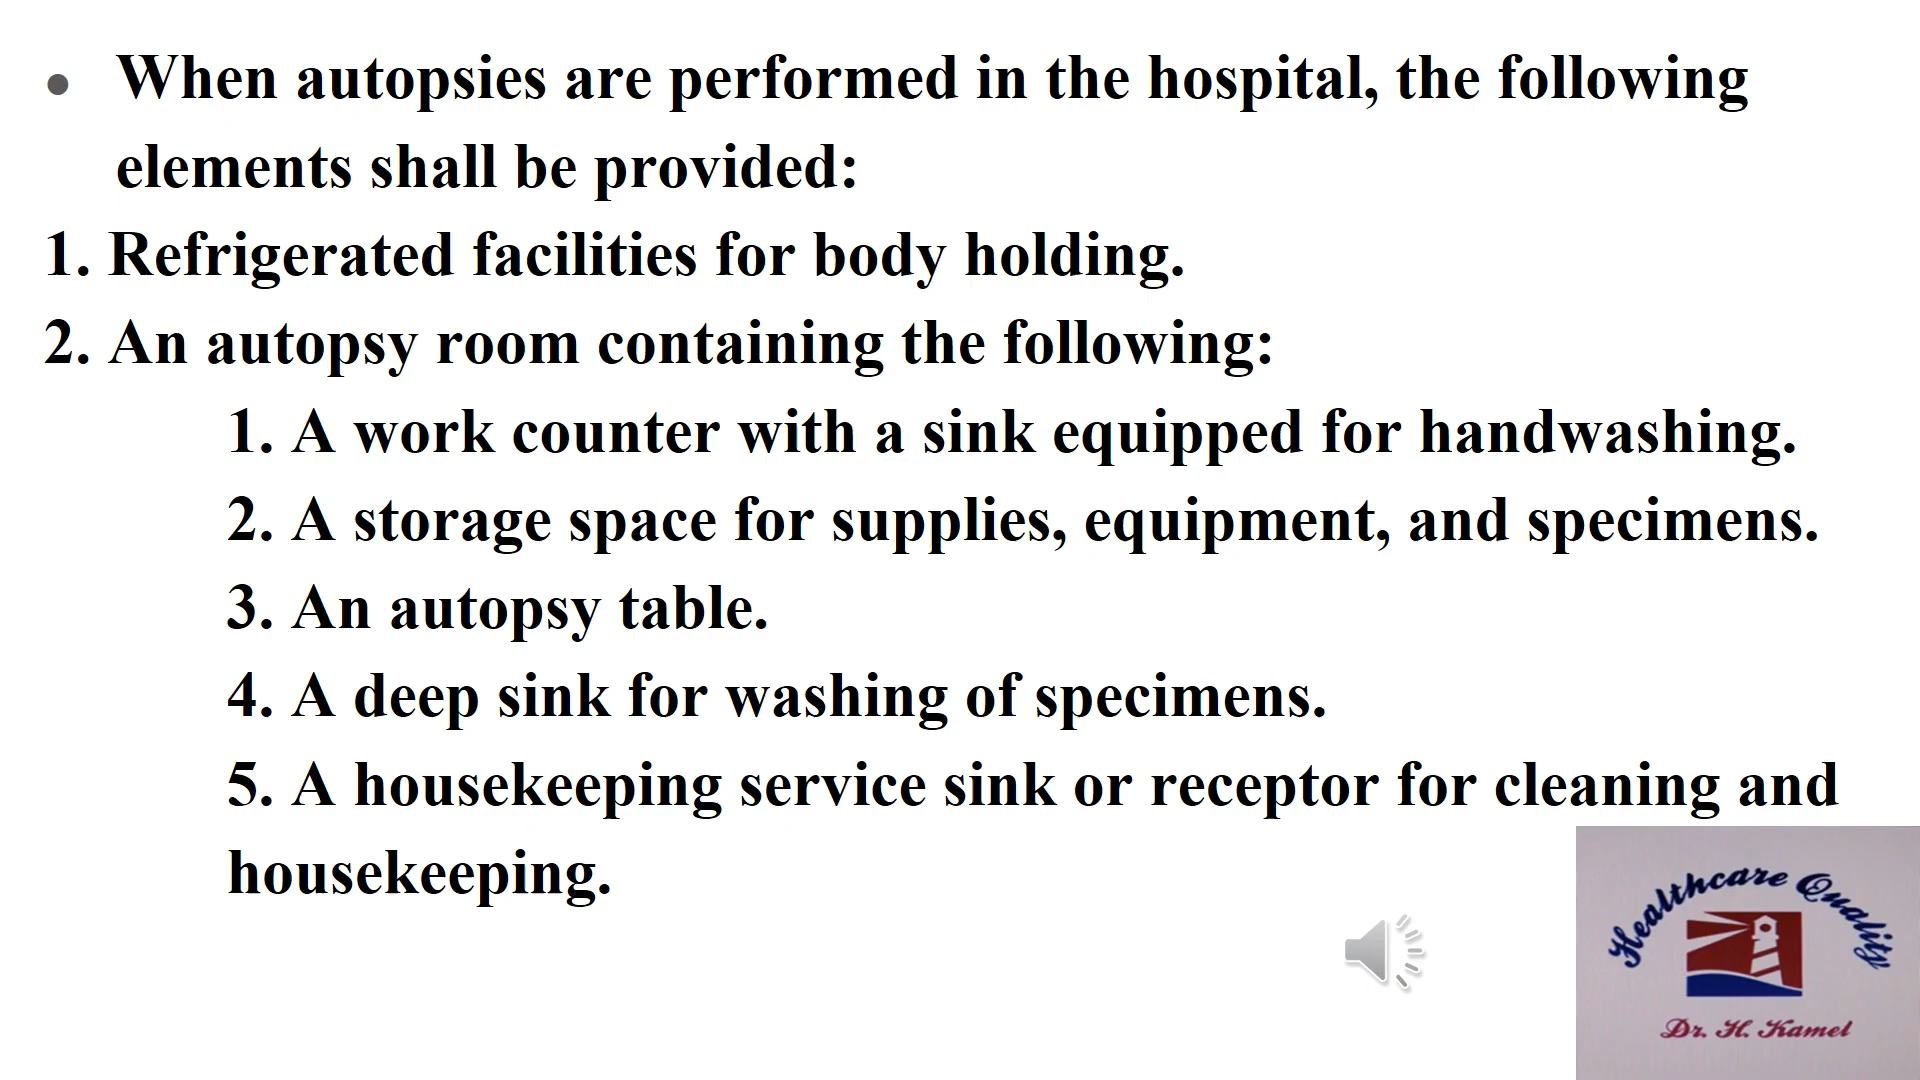 • When autopsies are performed in the hospital, the following
elements shall be provided:
1. Refrigerated facilities for body holding.
2. An autopsy room containing the following:
1. A work counter with a sink equipped for handwashing.
2. A storage space for supplies, equipment, and specimens.
3. An autopsy table.
4. A deep sink for washing of specimens.
5. A housekeeping service sink or receptor for cleaning and
housekeeping.
Healthcare Quality
Dr. H. Kamel